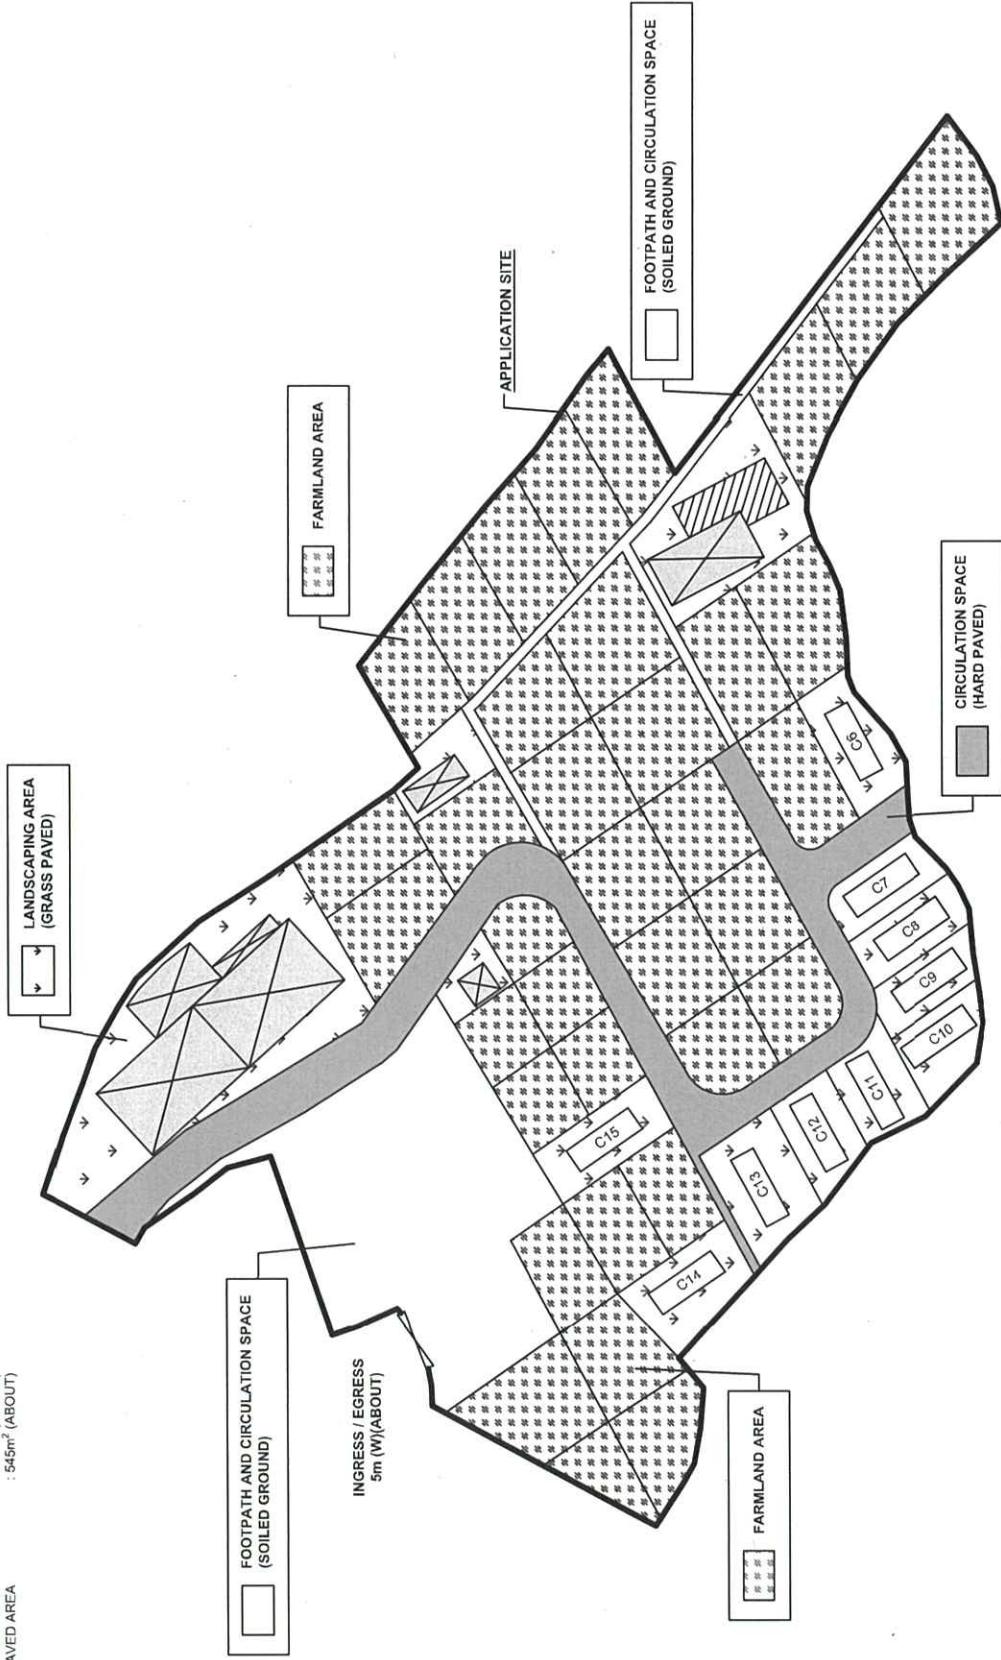 AVED AREA : 545m² (ABOUT)
LANDSCAPING AREA
(GRASS PAVED)
FARMLAND AREA
APPLICATION SITE
FOOTPATH AND CIRCULATION SPACE
(SOILED GROUND)
FOOTPATH AND CIRCULATION SPACE
(SOILED GROUND)
INGRESS / EGRESS
5m (W)(ABOUT)
FARMLAND AREA
CIRCULATION SPACE
(HARD PAVED)
C6
C7
C8
C9
C10
C11
C12
C13
C14
C15